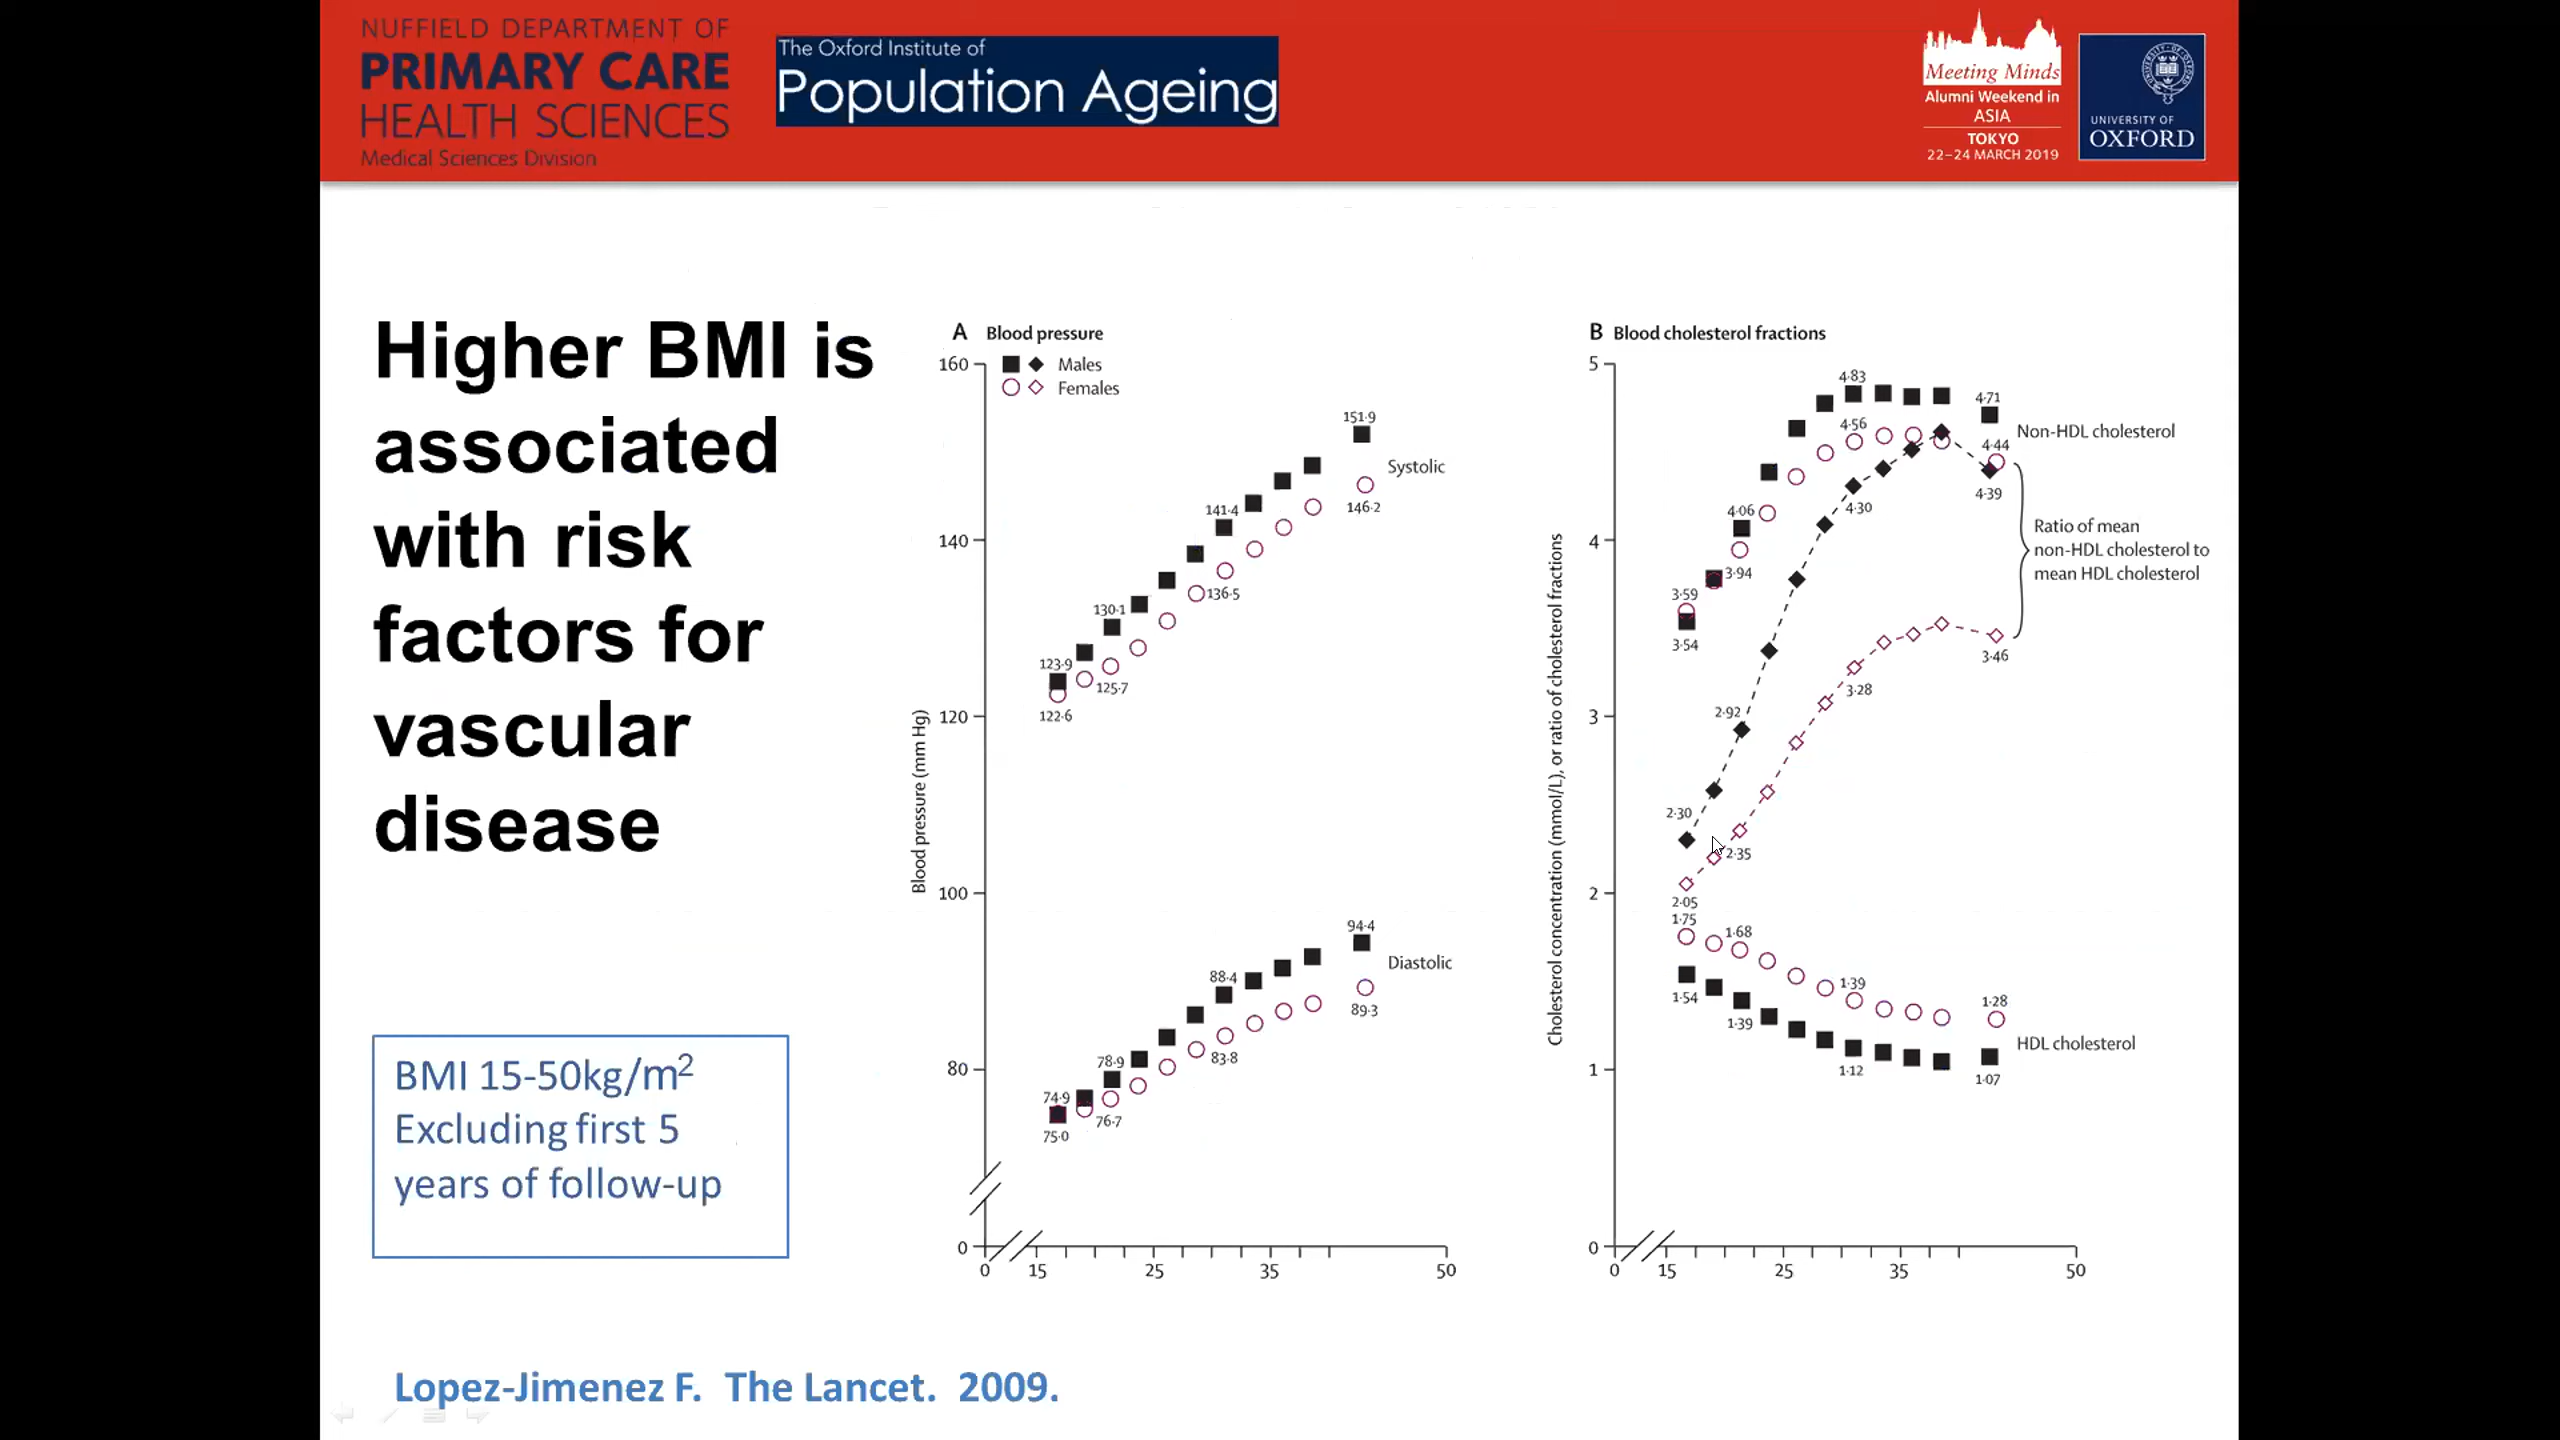 NUFFIELD DEPARTMENT OF
PRIMARY CARE
HEALTH SCIENCES
Medical Sciences Division
The Oxford Institute of
Population Ageing
Meeting Minds
Alumni Weekend in
ASIA
TOKYO
22–24 MARCH 2019
UNIVERSITY OF
OXFORD
Higher BMI is
associated
with risk
factors for
vascular
disease
BMI 15-50kg/m²
Excluding first 5
years of follow-up
Lopez-Jimenez F. The Lancet. 2009.
A Blood pressure
Males
Females
Blood pressure (mm Hg)
160
140
120
100
80
0
151·9
Systolic
146·2
141·4
136·5
130·1
125·7
123·9
122·6
94·4
Diastolic
89·3
88·4
83·8
78·9
76·7
74·9
75·0
0 15 25 35 50
B Blood cholesterol fractions
Cholesterol concentration (mmol/L), or ratio of cholesterol fractions
5
4
3
2
1
0
4·83
4·71
Non-HDL cholesterol
4·56
4·44
4·39
4·30
4·06
3·94
3·59
3·54
Ratio of mean
non-HDL cholesterol to
mean HDL cholesterol
3·46
3·28
2·92
2·30
2·35
2·05
1·75
1·68
1·54
1·39
1·39
1·28
HDL cholesterol
1·12
1·07
0 15 25 35 50